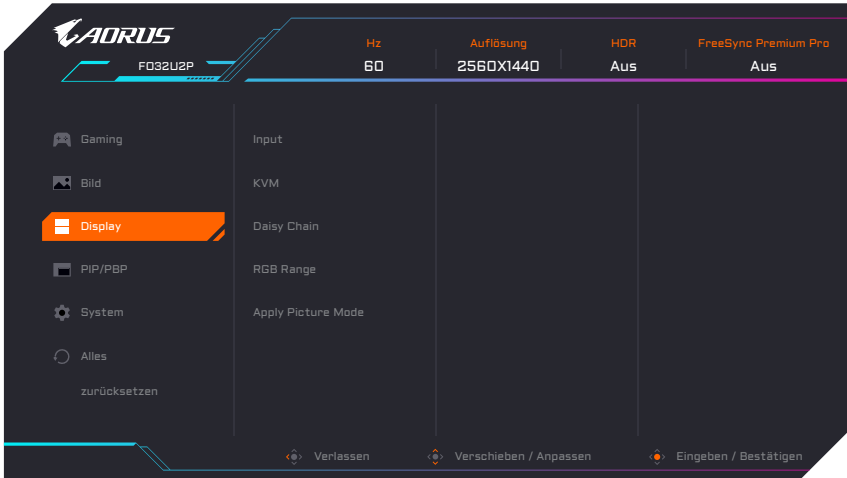 AORUS
FO32U2P
Hz
60
Auflösung
2560X1440
HDR
Aus
FreeSync Premium Pro
Aus
Gaming
Bild
Display
PIP/PBP
System
Alles
zurücksetzen
Input
KVM
Daisy Chain
RGB Range
Apply Picture Mode
Verlassen
Verschieben / Anpassen
Eingeben / Bestätigen